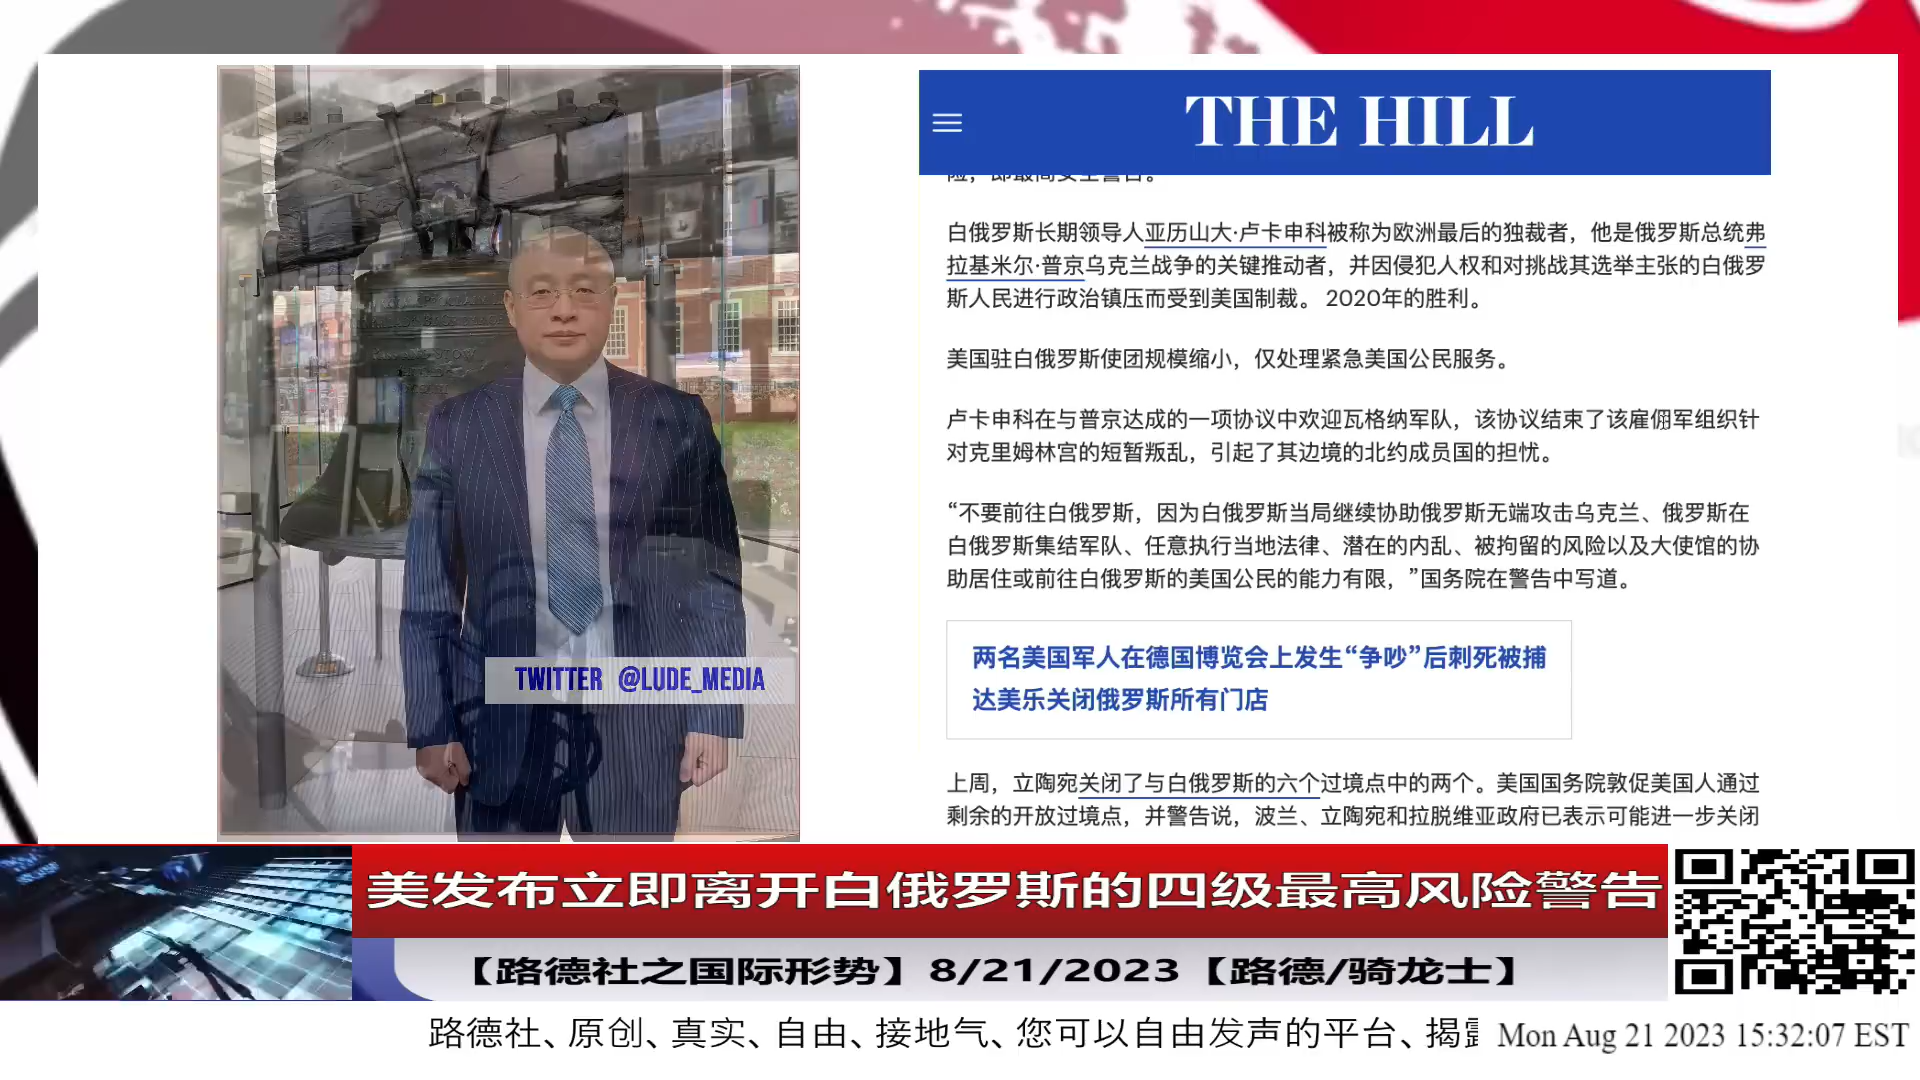 THE HILL
险，即最高安全警告。
白俄罗斯长期领导人亚历山大·卢卡申科被称为欧洲最后的独裁者，他是俄罗斯总统弗
拉基米尔·普京乌克兰战争的关键推动者，并因侵犯人权和对挑战其选举主张的白俄罗
斯人民进行政治镇压而受到美国制裁。 2020年的胜利。
美国驻白俄罗斯使团规模缩小，仅处理紧急美国公民服务。
卢卡申科在与普京达成的一项协议中欢迎瓦格纳军队，该协议结束了该雇佣军组织针
对克里姆林宫的短暂叛乱，引起了其边境的北约成员国的担忧。
“不要前往白俄罗斯，因为白俄罗斯当局继续协助俄罗斯无端攻击乌克兰、俄罗斯在
白俄罗斯集结军队、任意执行当地法律、潜在的内乱、被拘留的风险以及大使馆的协
助居住或前往白俄罗斯的美国公民的能力有限，”国务院在警告中写道。
两名美国军人在德国博览会上发生“争吵”后刺死被捕
达美乐关闭俄罗斯所有门店
上周，立陶宛关闭了与白俄罗斯的六个过境点中的两个。美国国务院敦促美国人通过
剩余的开放过境点，并警告说，波兰、立陶宛和拉脱维亚政府已表示可能进一步关闭
TWITTER @LUDE_MEDIA
美发布立即离开白俄罗斯的四级最高风险警告
【路德社之国际形势】8/21/2023【路德/骑龙士】
路德社、原创、真实、自由、接地气、您可以自由发声的平台、揭露
Mon Aug 21 2023 15:32:07 EST